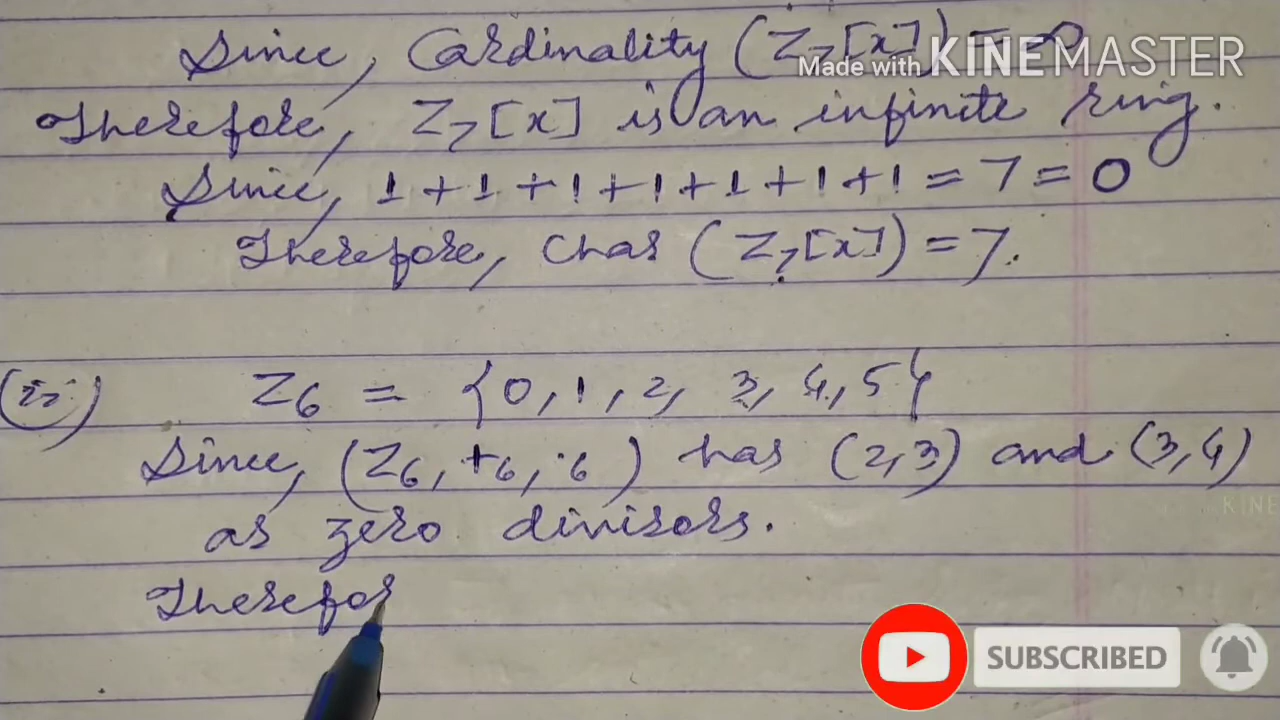 Since, Cardinality (Z₇[x]) = ∞
Made with KINEMASTER
Therefore, Z₇[x] is an infinite ring.
Since, 1+1+1+1+1+1+1 = 7 = 0
Therefore, Char (Z₇[x]) = 7.
(ii) Z₆ = {0, 1, 2, 3, 4, 5}
Since, (Z₆, +₆, ·₆) has (2,3) and (3,4)
KINE
as zero divisors.
Therefor
SUBSCRIBED